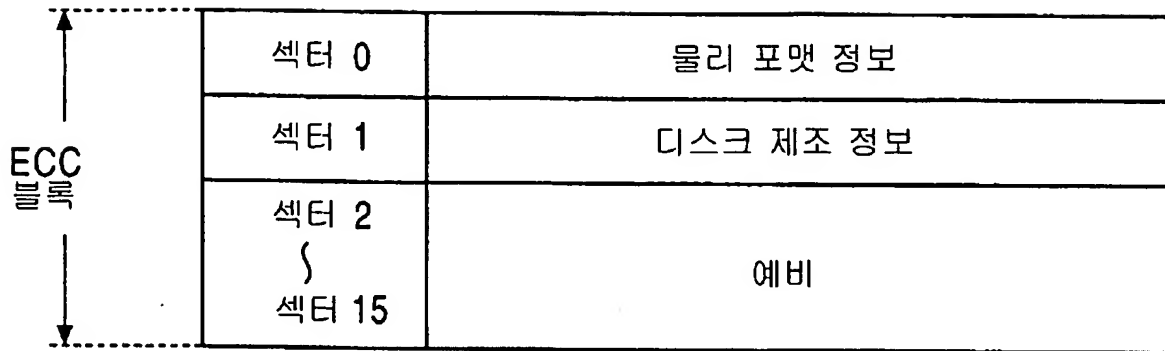 섹터 0
물리 포맷 정보
섹터 1
디스크 제조 정보
ECC
블록
섹터 2
섹터 15
예비